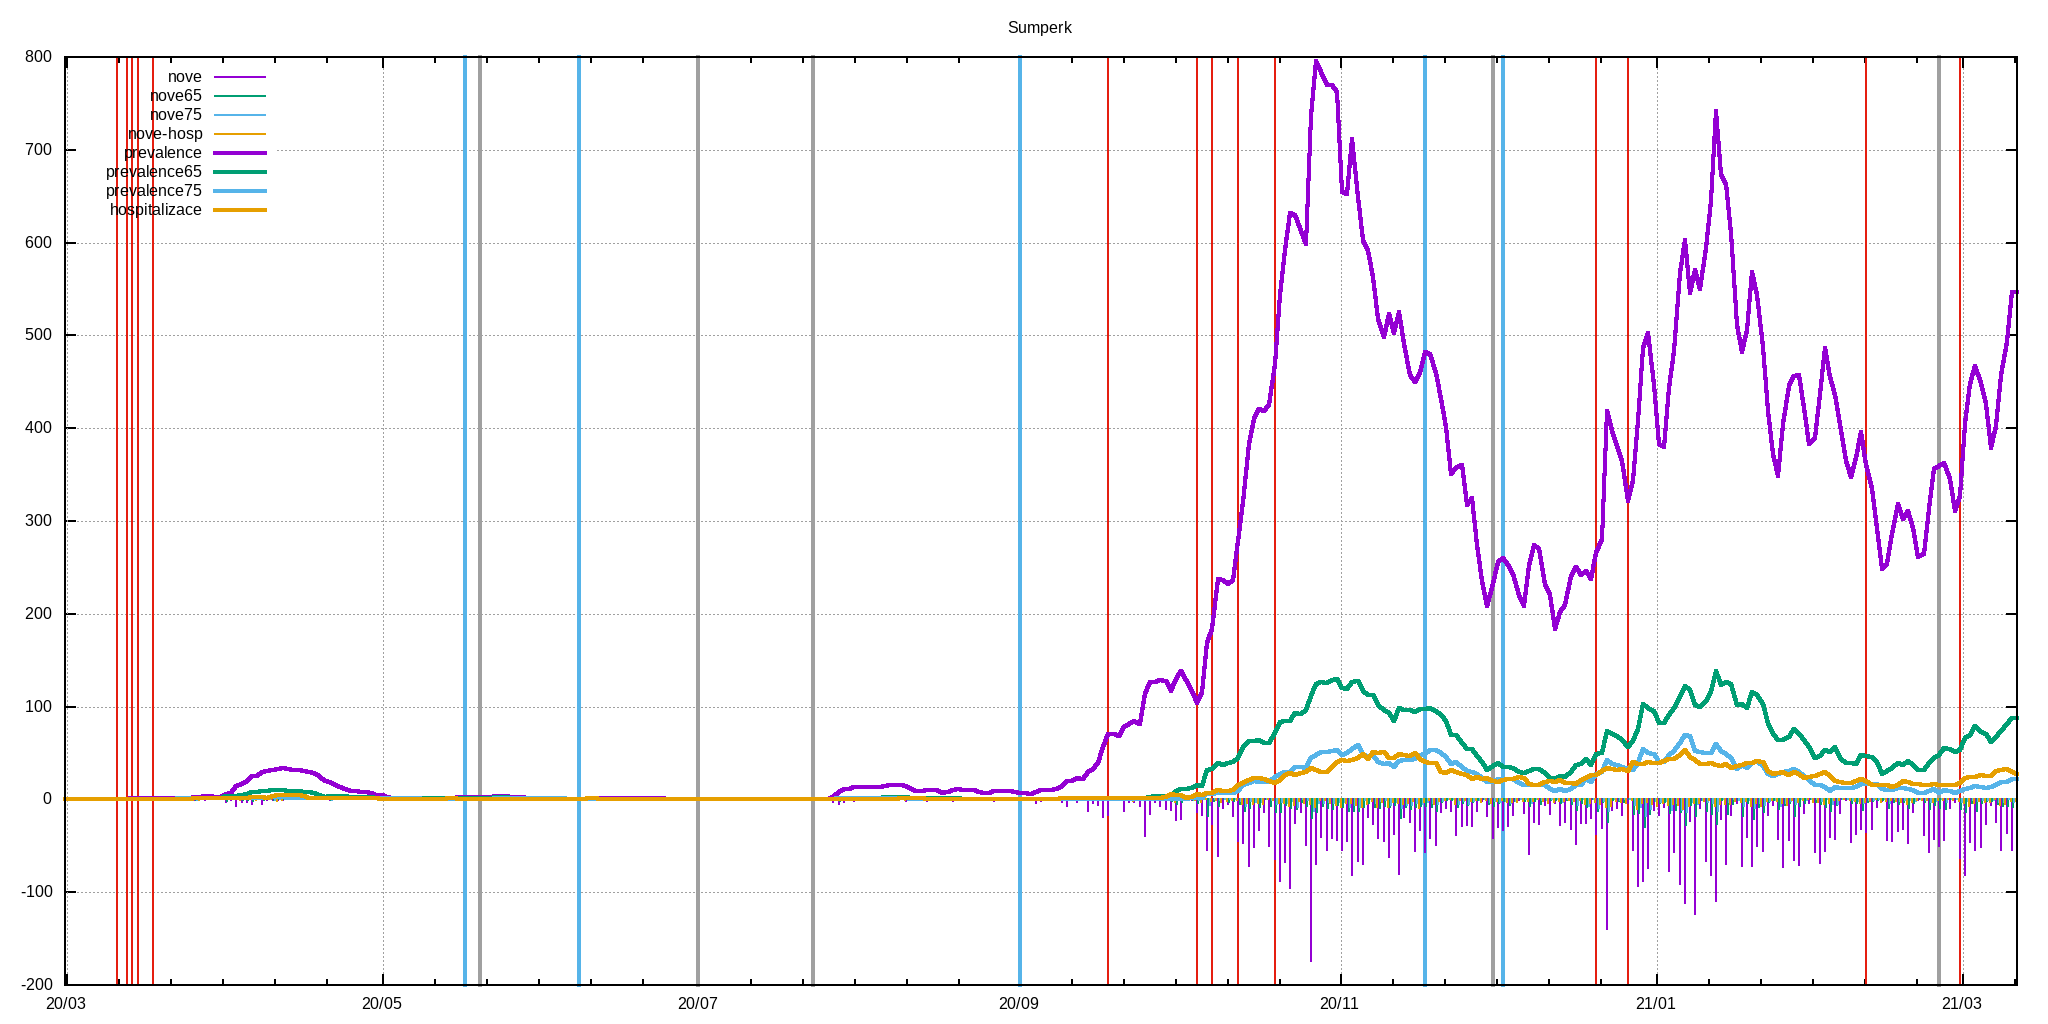 Sumperk
800
700
600
500
400
300
200
100
0
-100
-200
nove
nove65
nove75
nove-hosp
prevalence
prevalence65
prevalence75
hospitalizace
20/03 20/05 20/07 20/09 20/11 21/01 21/03